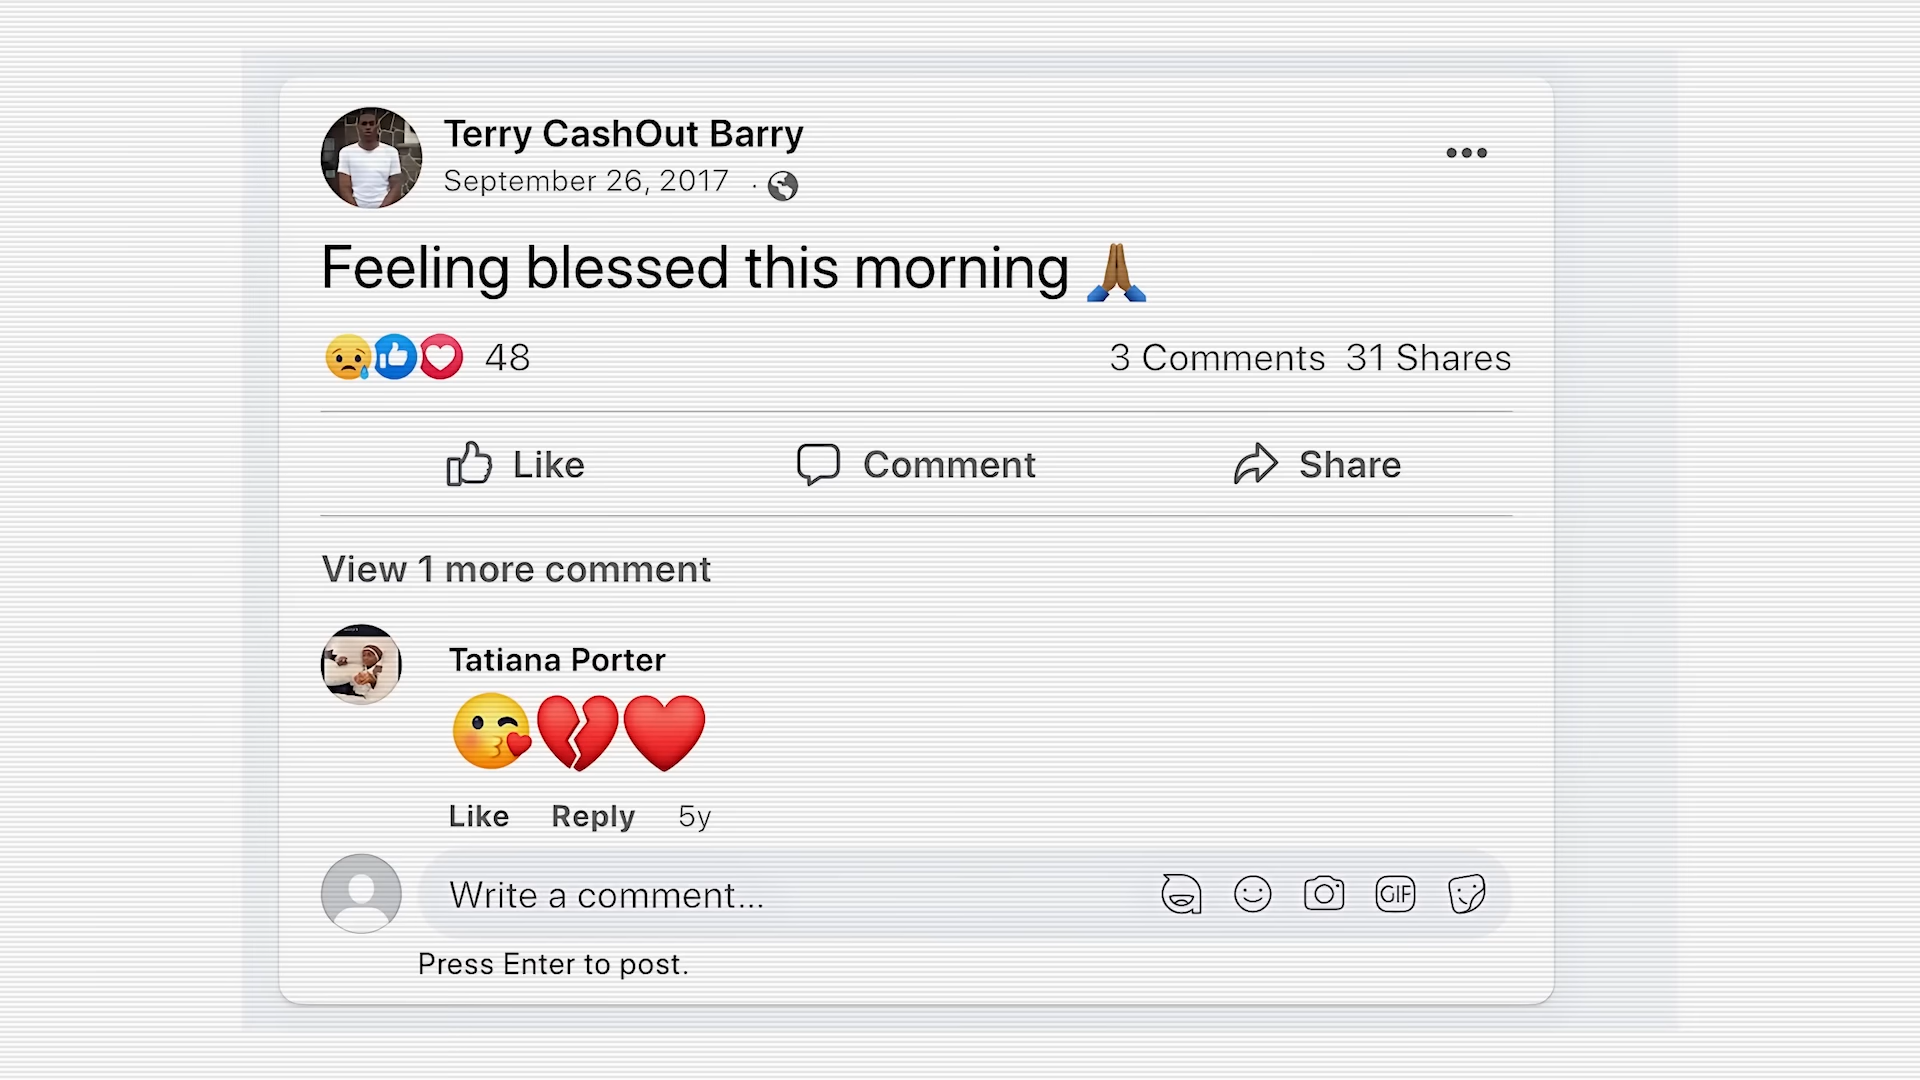 Terry CashOut Barry
September 26, 2017 ·
Feeling blessed this morning 🙏🏾
48
3 Comments 31 Shares
Like Comment Share
View 1 more comment
Tatiana Porter
😘💔❤️
Like Reply 5y
Write a comment...
GIF
Press Enter to post.